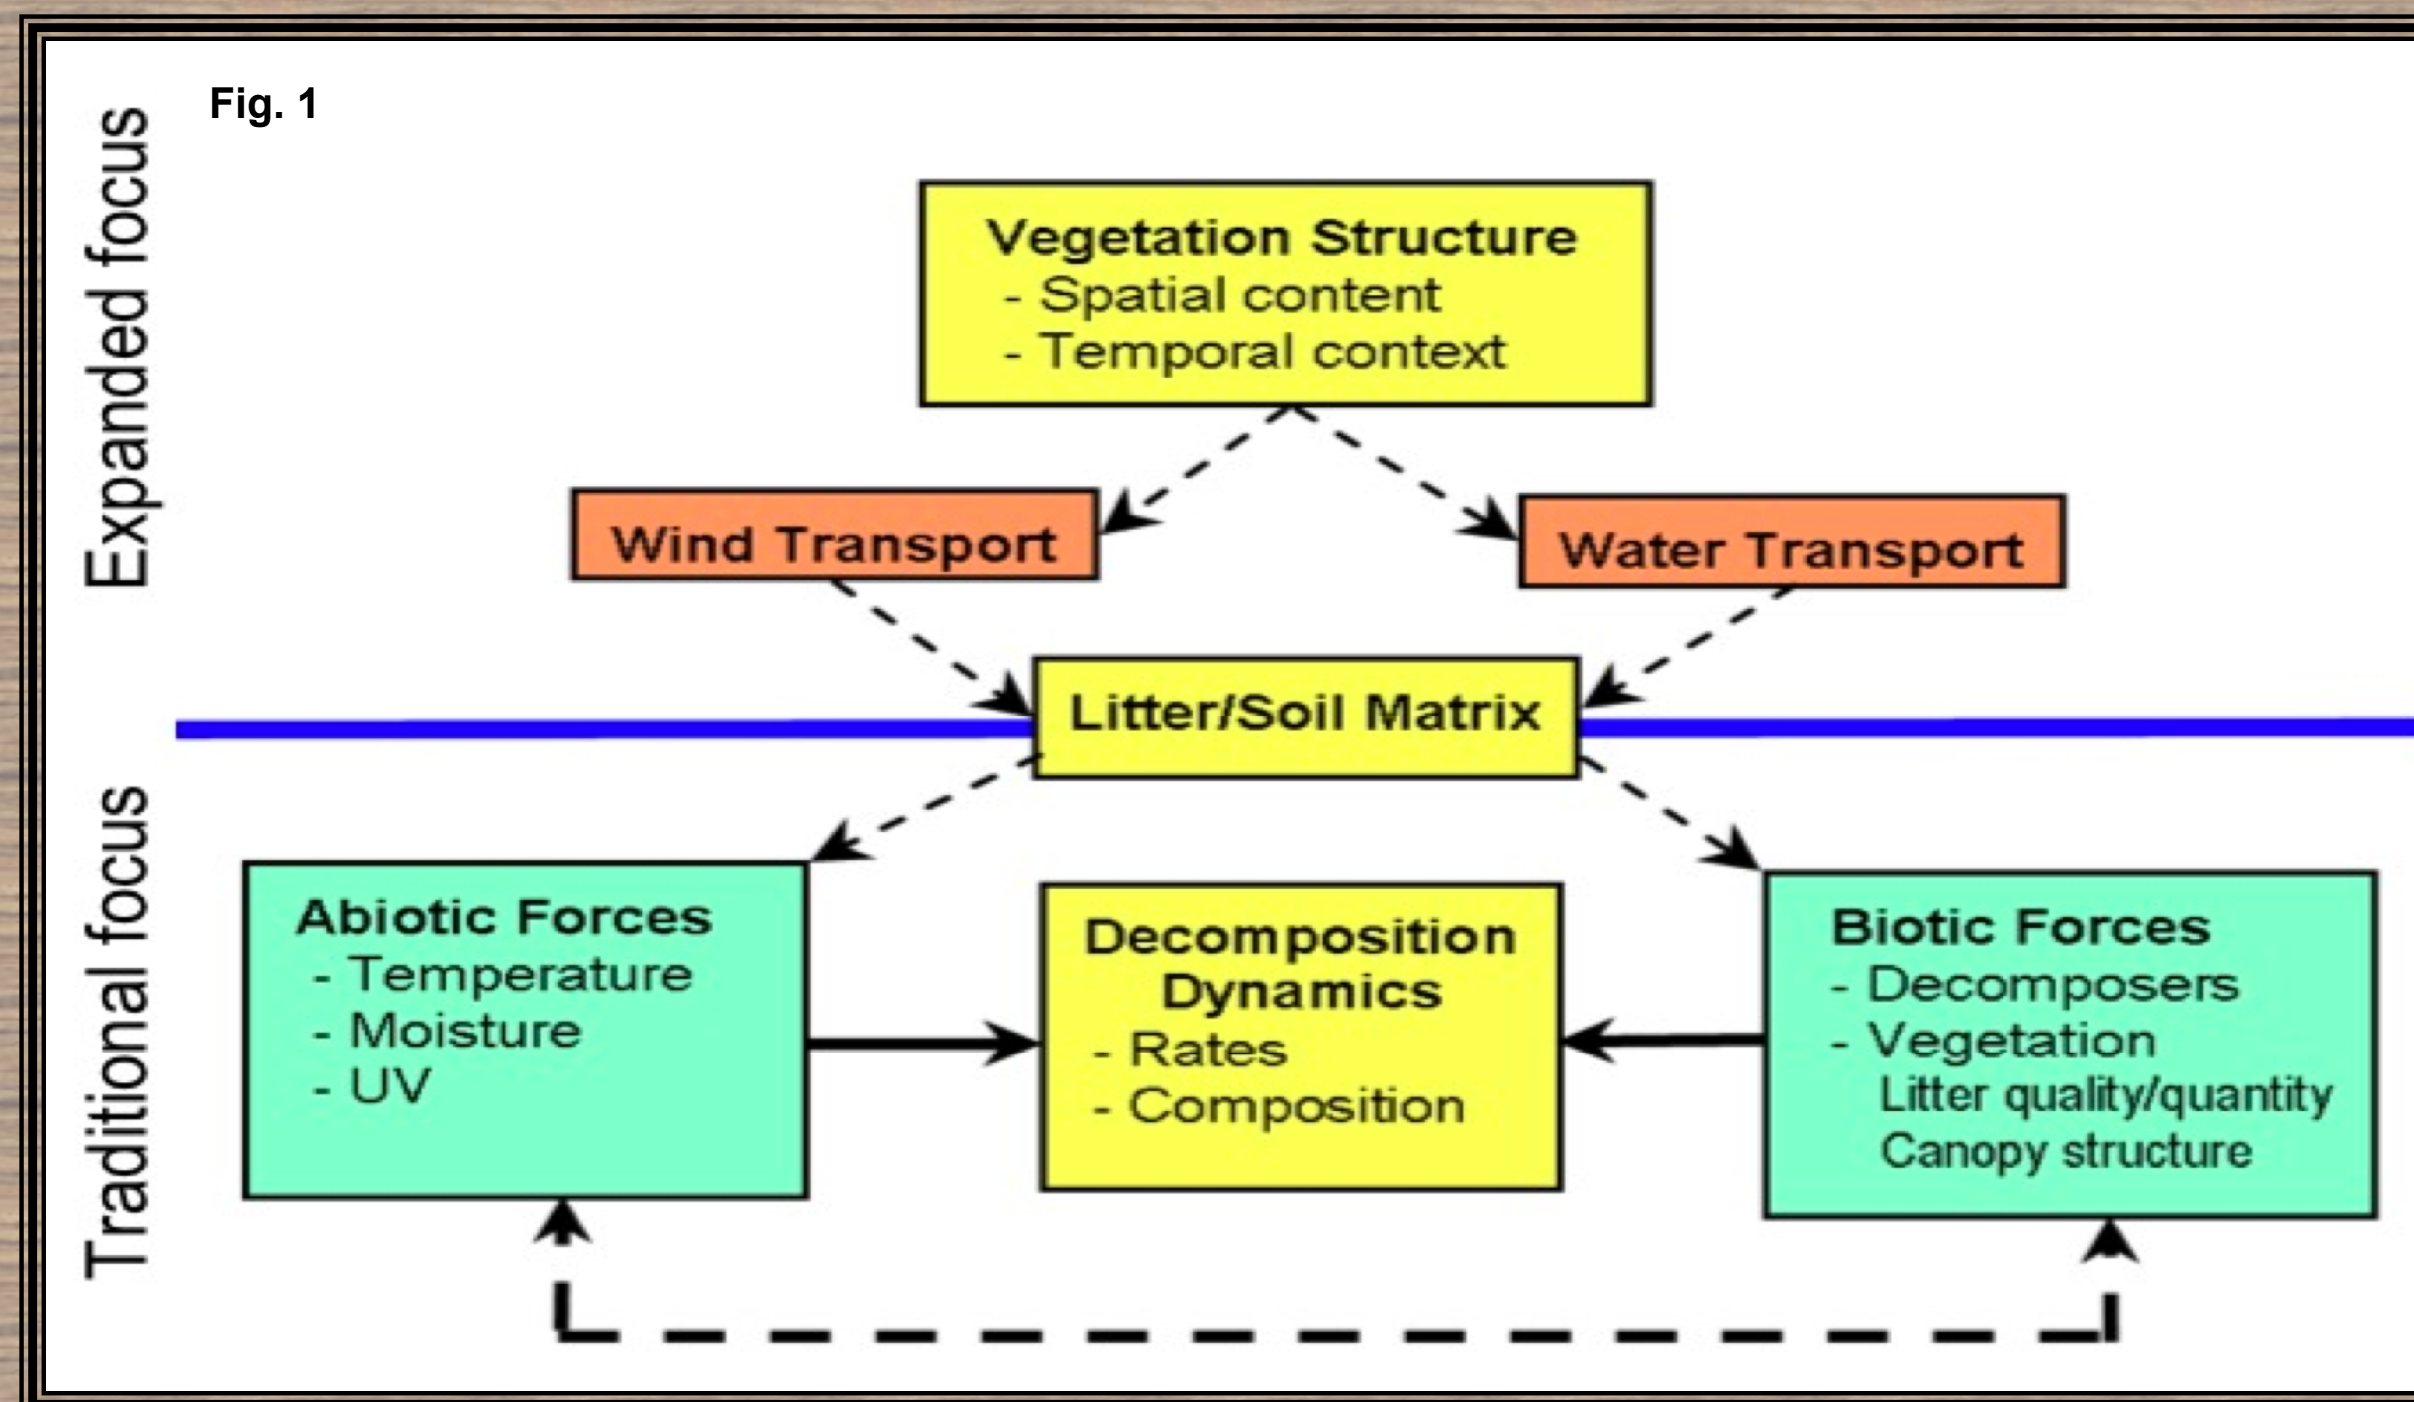 Fig. 1
Expanded focus
Vegetation Structure
- Spatial content
- Temporal context
Wind Transport
Water Transport
Litter/Soil Matrix
Traditional focus
Abiotic Forces
- Temperature
- Moisture
- UV
Decomposition
Dynamics
- Rates
- Composition
Biotic Forces
- Decomposers
- Vegetation
Litter quality/quantity
Canopy structure